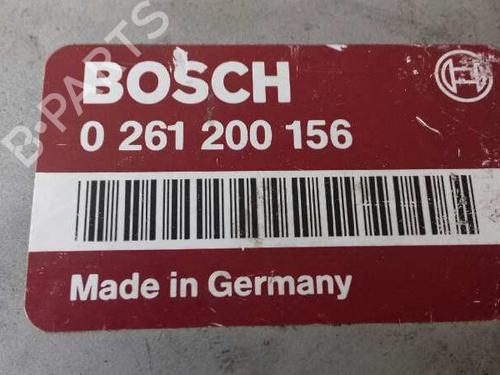 BOSCH
0 261 200 156
Made in Germany
B-PARTS